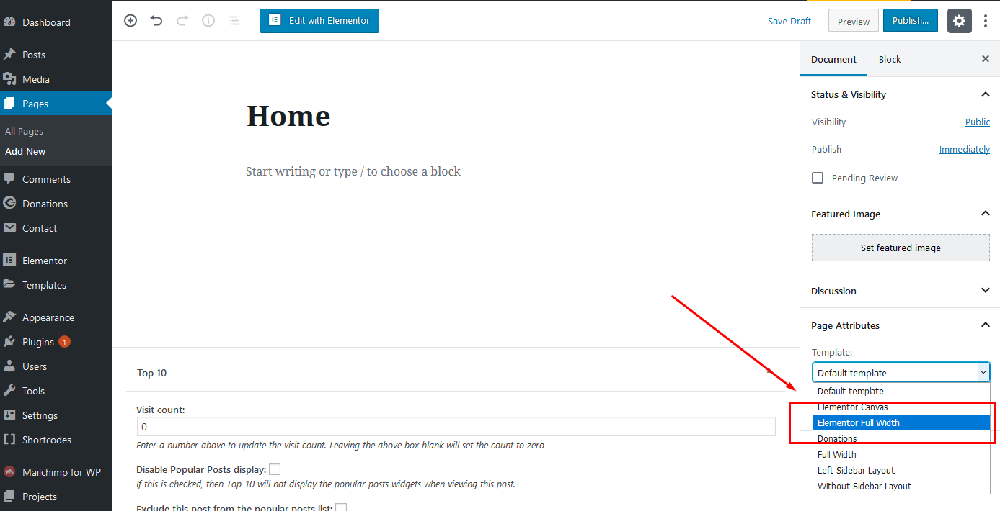 Dashboard
Posts
Media
Pages
All Pages
Add New
Comments
Donations
Contact
Elementor
Templates
Appearance
Plugins 1
Users
Tools
Settings
Shortcodes
Mailchimp for WP
Projects
Edit with Elementor
Save Draft
Preview
Publish...
Home
Start writing or type / to choose a block
Top 10
Visit count:
0
Enter a number above to update the visit count. Leaving the above box blank will set the count to zero
Disable Popular Posts display:
If this is checked, then Top 10 will not display the popular posts widgets when viewing this post.
Exclude this post from the popular posts list:
Document Block
Status & Visibility
Visibility Public
Publish Immediately
Pending Review
Featured Image
Set featured image
Discussion
Page Attributes
Template:
Default template
Default template
Elementor Canvas
Elementor Full Width
Donations
Full Width
Left Sidebar Layout
Without Sidebar Layout